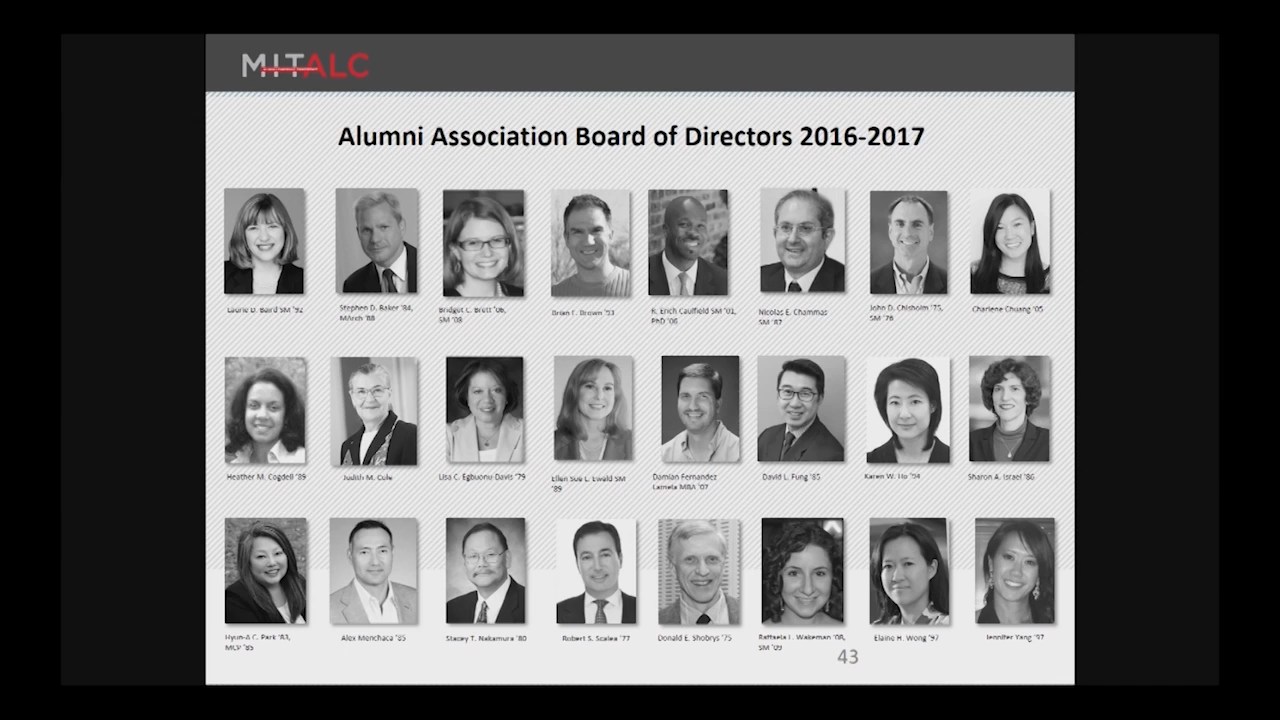 MITALC
Alumni Association Board of Directors 2016-2017
Laurie D. Baird SM '92
Stephen D. Baker '84,
MArch '88
Bridget C. Brett '06,
SM '08
Brian C. Brown '93
R. Erich Caulfield SM '01,
PhD '06
Nicolas E. Chammas
SM '87
John D. Chisholm '75,
SM '76
Charlene Chuang '05
Heather M. Cogdell '89
Judith M. Cole
Lisa C. Egbuonu-Davis '79
Ellen Sue L. Ewald SM
'89
Damian Fernandez
Lamela MBA '07
David L. Fung '85
Karen W. Ho '94
Sharon A. Israel '86
Hyun-A C. Park '83,
MCP '85
Alex Menchaca '85
Stacey T. Nakamura '80
Robert S. Scalea '77
Donald E. Shobrys '75
Raffaela L. Wakeman '08,
SM '09
Elaine H. Wong '97
Jennifer Yang '97
43